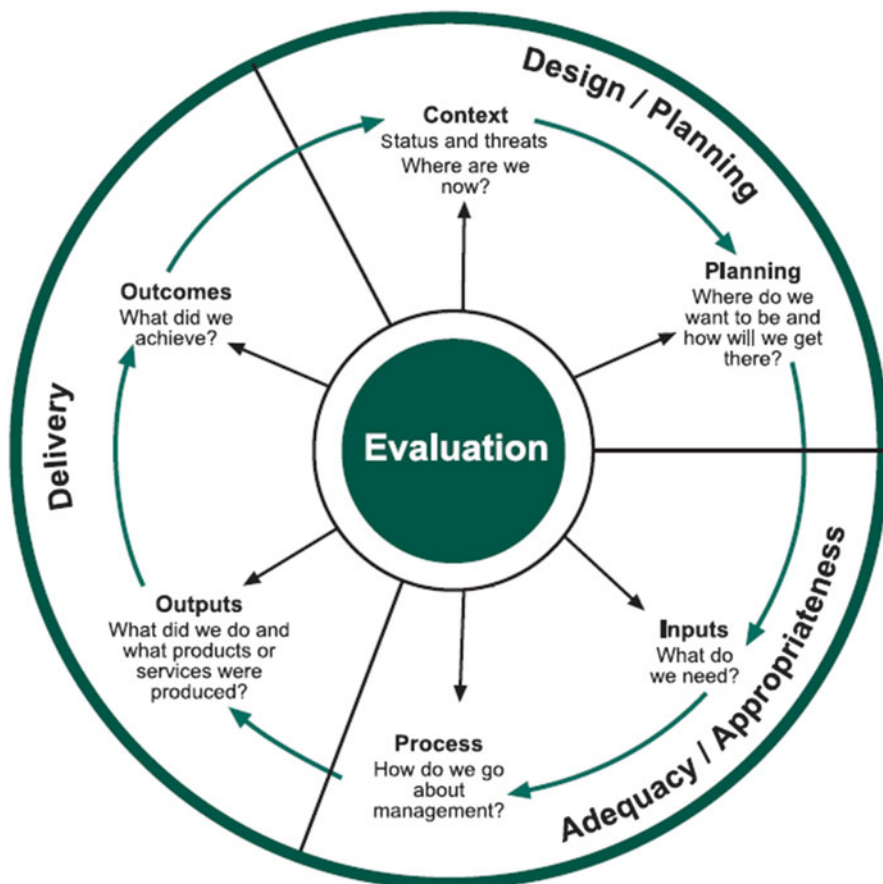 Design / Planning
Context
Status and threats
Where are we
now?
Planning
Where do we
want to be and
how will we get
there?
Outcomes
What did we
achieve?
Delivery
Evaluation
Outputs
What did we do and
what products or
services were
produced?
Inputs
What do
we need?
Process
How do we go
about
management?
Adequacy / Appropriateness